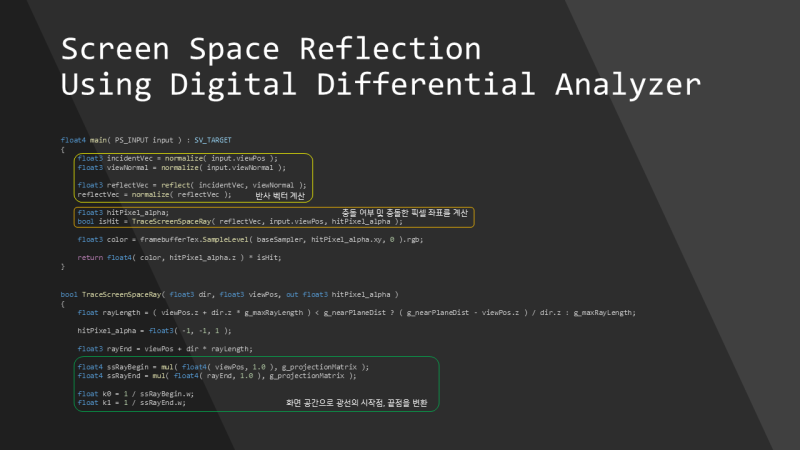 Screen Space Reflection
Using Digital Differential Analyzer
float4 main( PS_INPUT input ) : SV_TARGET
{
float3 incidentVec = normalize( input.viewPos );
float3 viewNormal = normalize( input.viewNormal );
float3 reflectVec = reflect( incidentVec, viewNormal );
reflectVec = normalize( reflectVec ); 반사 벡터 계산
float3 hitPixel_alpha; 충돌 여부 및 충돌한 픽셀 좌표를 계산
bool isHit = TraceScreenSpaceRay( reflectVec, input.viewPos, hitPixel_alpha );
float3 color = framebufferTex.SampleLevel( baseSampler, hitPixel_alpha.xy, 0 ).rgb;
return float4( color, hitPixel_alpha.z ) * isHit;
}
bool TraceScreenSpaceRay( float3 dir, float3 viewPos, out float3 hitPixel_alpha )
{
float rayLength = ( viewPos.z + dir.z * g_maxRayLength ) < g_nearPlaneDist ? ( g_nearPlaneDist - viewPos.z ) / dir.z : g_maxRayLength;
hitPixel_alpha = float3( -1, -1, 1 );
float3 rayEnd = viewPos + dir * rayLength;
float4 ssRayBegin = mul( float4( viewPos, 1.0 ), g_projectionMatrix );
float4 ssRayEnd = mul( float4( rayEnd, 1.0 ), g_projectionMatrix );
float k0 = 1 / ssRayBegin.w;
float k1 = 1 / ssRayEnd.w; 화면 공간으로 광선의 시작점, 끝점을 변환